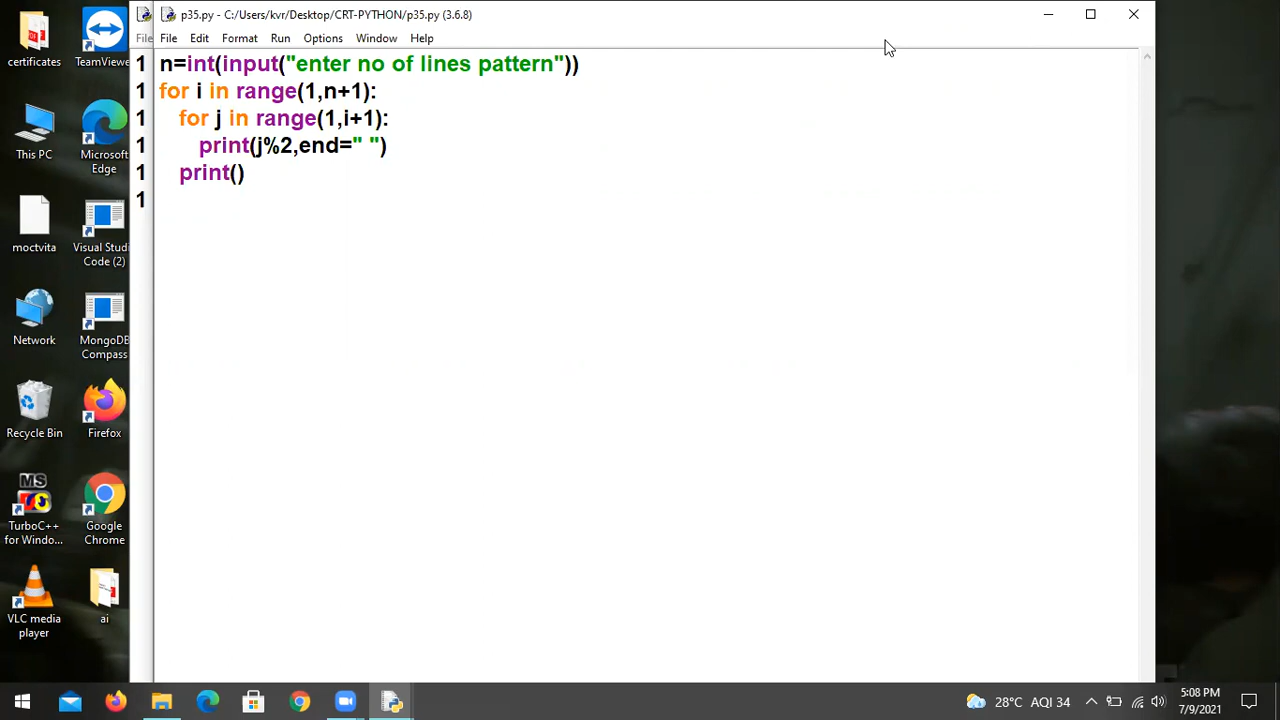 p35.py - C:/Users/kvr/Desktop/CRT-PYTHON/p35.py (3.6.8)
File
File Edit Format Run Options Window Help
1
1
1
1
1
1
n=int(input("enter no of lines pattern"))
for i in range(1,n+1):
for j in range(1,i+1):
print(j%2,end=" ")
print()
certificates
TeamViewer
This PC
Microsoft
Edge
moctvita
Visual Studi
Code (2)
Network
MongoDB
Compass
Recycle Bin
Firefox
MS
TurboC++
for Windo...
Google
Chrome
VLC media
player
ai
28°C AQI 34
5:08 PM
7/9/2021